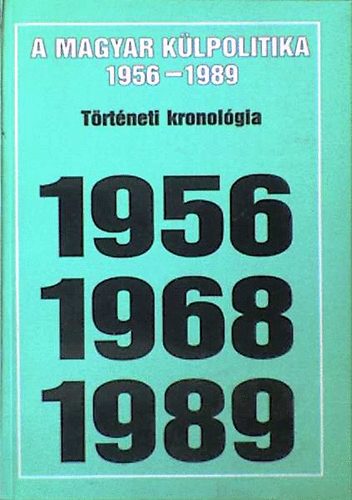 A MAGYAR KÜLPOLITIKA
1956–1989
Történeti kronológia
1956
1968
1989